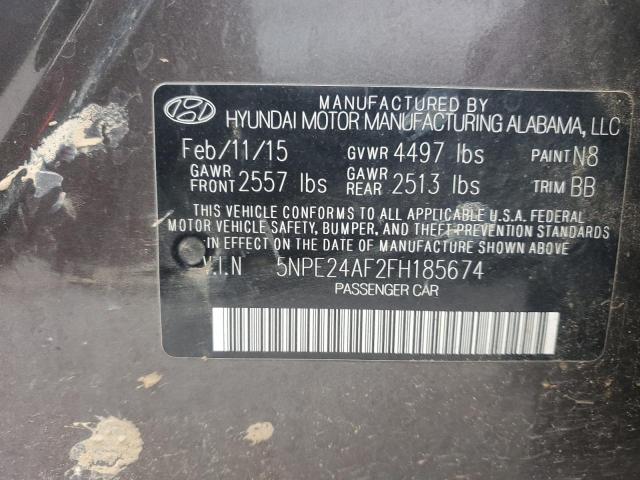 MANUFACTURED BY
HYUNDAI MOTOR MANUFACTURING ALABAMA, LLC
Feb/11/15 GVWR 4497 lbs PAINT N8
GAWR FRONT 2557 lbs GAWR REAR 2513 lbs TRIM BB
THIS VEHICLE CONFORMS TO ALL APPLICABLE U.S.A. FEDERAL
MOTOR VEHICLE SAFETY, BUMPER, AND THEFT-PREVENTION STANDARDS
IN EFFECT ON THE DATE OF MANUFACTURE SHOWN ABOVE
V.I.N 5NPE24AF2FH185674
PASSENGER CAR